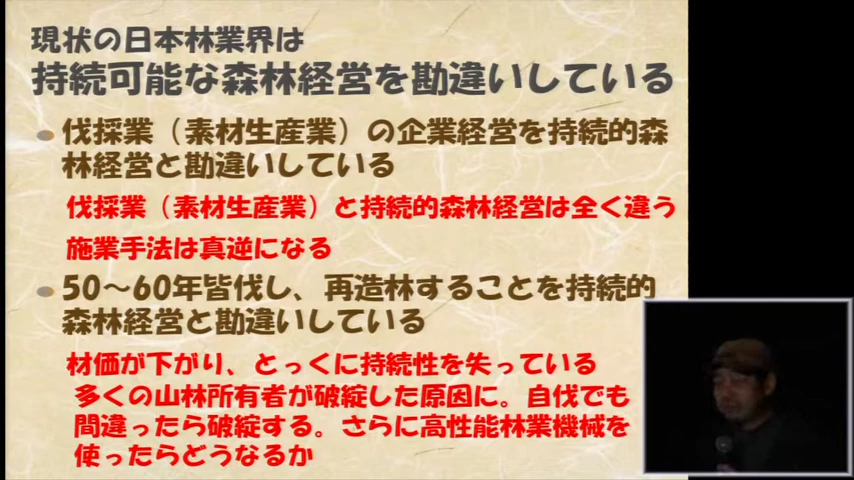 現状の日本林業界は
持続可能な森林経営を勘違いしている
伐採業（素材生産業）の企業経営を持続的森
林経営と勘違いしている
伐採業（素材生産業）と持続的森林経営は全く違う
施業手法は真逆になる
50～60年皆伐し、再造林することを持続的
森林経営と勘違いしている
材価が下がり、とっくに持続性を失っている
多くの山林所有者が破綻した原因に。自伐でも
間違ったら破綻する。さらに高性能林業機械を
使ったらどうなるか